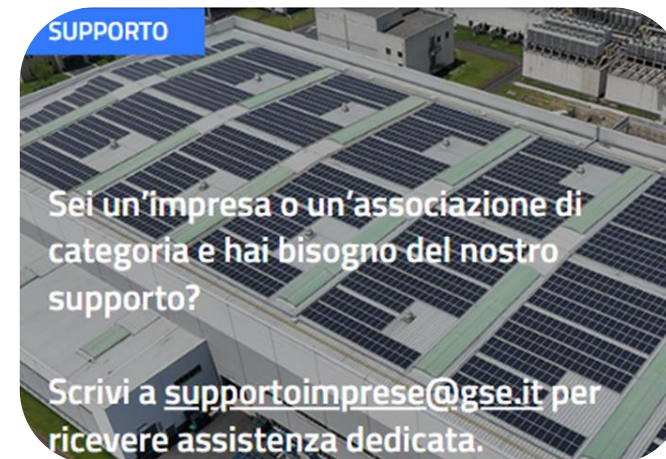 SUPPORTO
Sei un’impresa o un’associazione di
categoria e hai bisogno del nostro
supporto?
Scrivi a supportoimprese@gse.it per
ricevere assistenza dedicata.